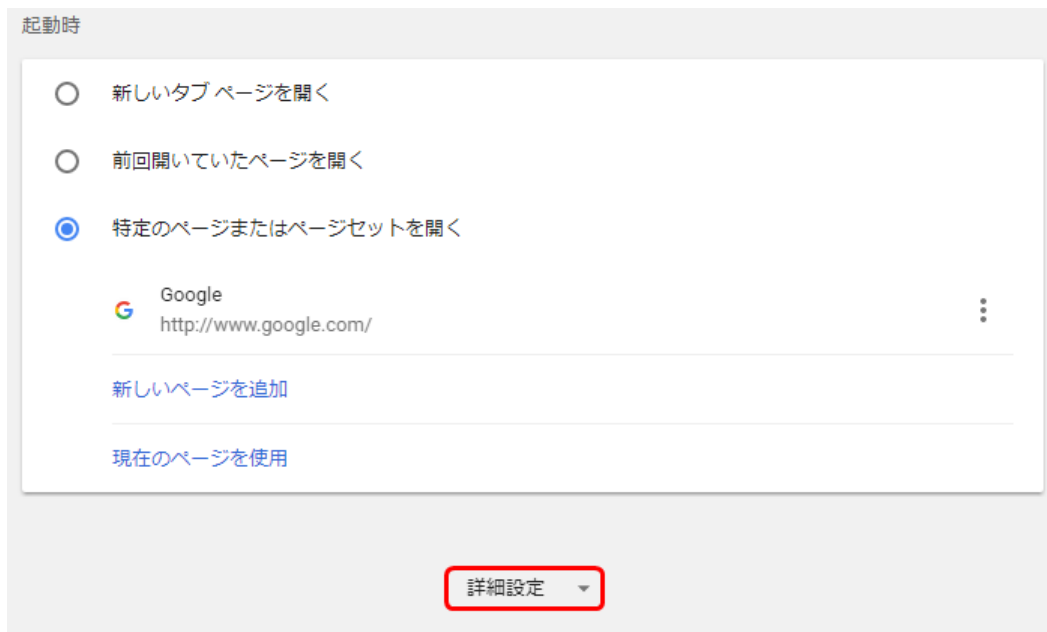 起動時
新しいタブ ページを開く
前回開いていたページを開く
特定のページまたはページセットを開く
Google
http://www.google.com/
新しいページを追加
現在のページを使用
詳細設定